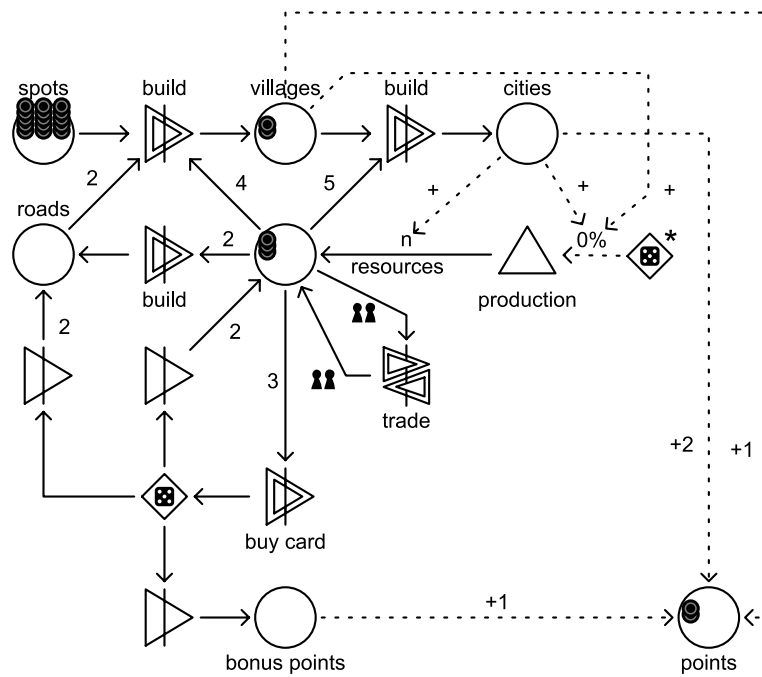 spots build villages build cities
2 4 5 + + +
roads
2 n 0% *
resources
build production
2 2
3
trade
+2 +1
buy card
+1
bonus points points